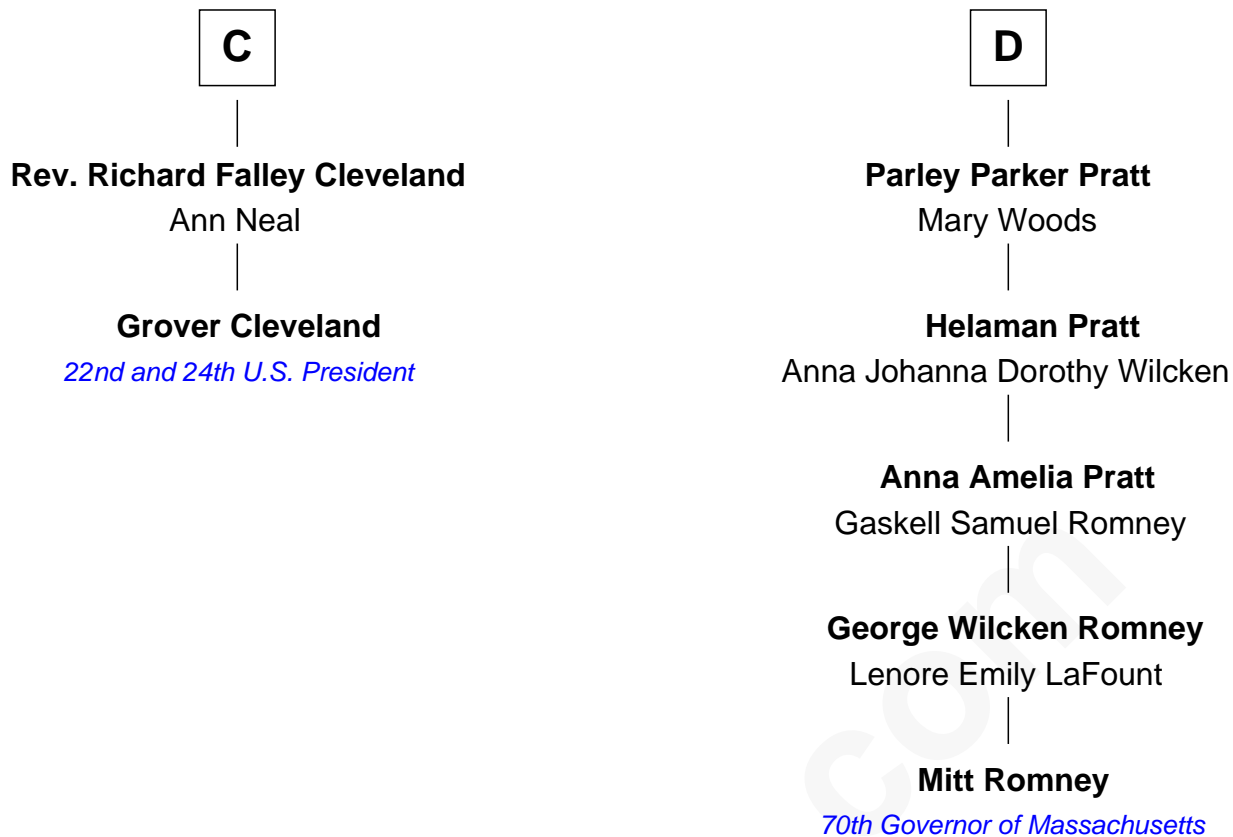 C
Rev. Richard Falley Cleveland
Ann Neal
Grover Cleveland
22nd and 24th U.S. President
D
Parley Parker Pratt
Mary Woods
Helaman Pratt
Anna Johanna Dorothy Wilcken
Anna Amelia Pratt
Gaskell Samuel Romney
George Wilcken Romney
Lenore Emily LaFount
Mitt Romney
70th Governor of Massachusetts
com